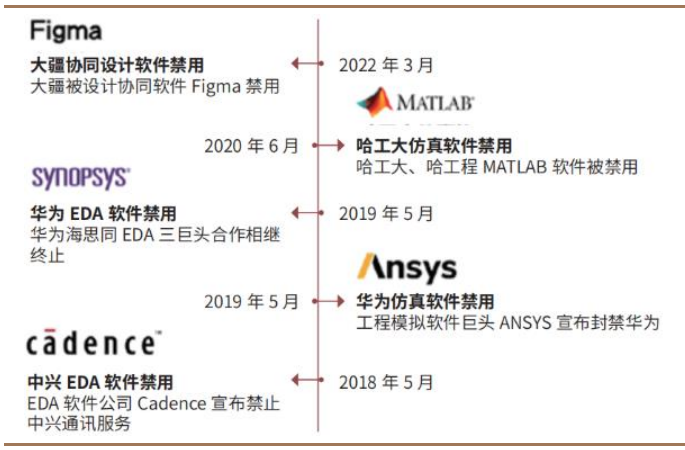 Figma
大疆协同设计软件禁用
大疆被设计协同软件 Figma 禁用
2022 年 3 月
MATLAB
2020 年 6 月
哈工大仿真软件禁用
哈工大、哈工程 MATLAB 软件被禁用
SYNOPSYS
华为 EDA 软件禁用
华为海思同 EDA 三巨头合作相继
终止
2019 年 5 月
Ansys
2019 年 5 月
华为仿真软件禁用
工程模拟软件巨头 ANSYS 宣布封禁华为
cādence™
中兴 EDA 软件禁用
EDA 软件公司 Cadence 宣布禁止
中兴通讯服务
2018 年 5 月